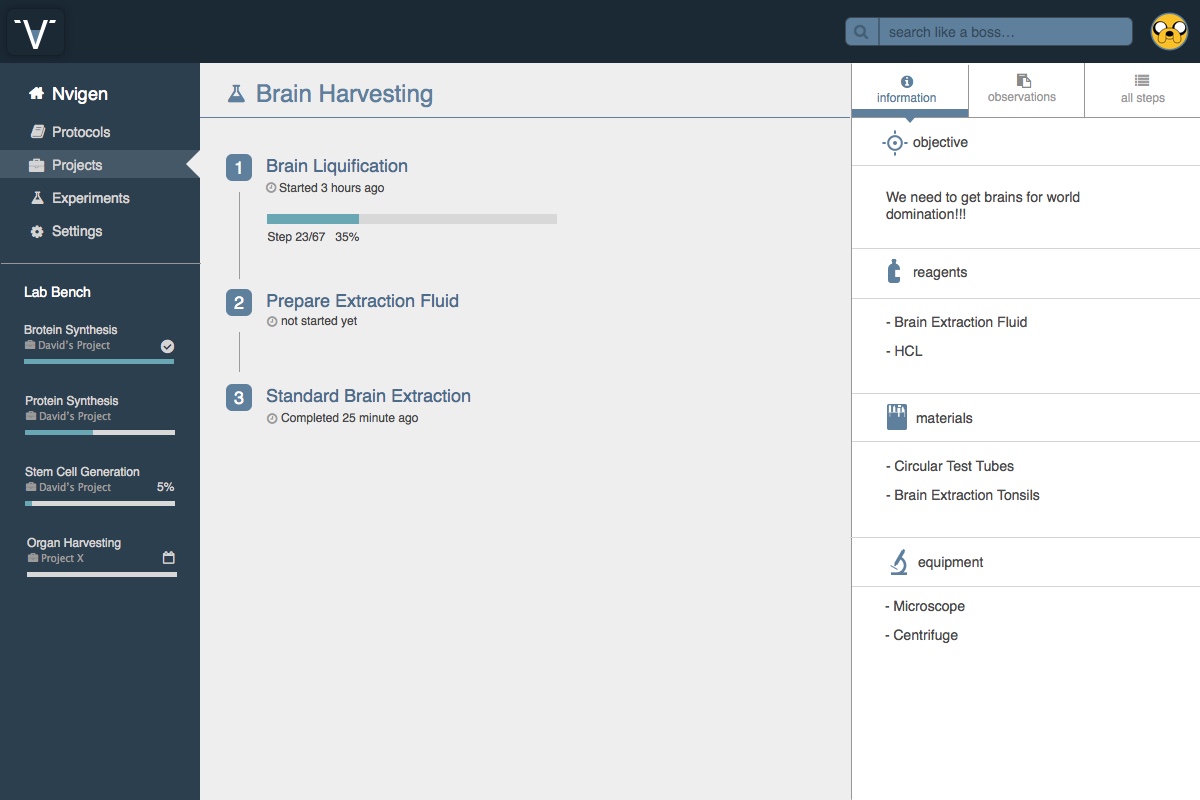 V
search like a boss...
Nvigen
Protocols
Projects
Experiments
Settings
Lab Bench
Brotein Synthesis
David's Project
Protein Synthesis
David's Project
Stem Cell Generation
David's Project 5%
Organ Harvesting
Project X
Brain Harvesting
1 Brain Liquification
Started 3 hours ago
Step 23/67 35%
2 Prepare Extraction Fluid
not started yet
3 Standard Brain Extraction
Completed 25 minute ago
information
observations
all steps
objective
We need to get brains for world
domination!!!
reagents
- Brain Extraction Fluid
- HCL
materials
- Circular Test Tubes
- Brain Extraction Tonsils
equipment
- Microscope
- Centrifuge